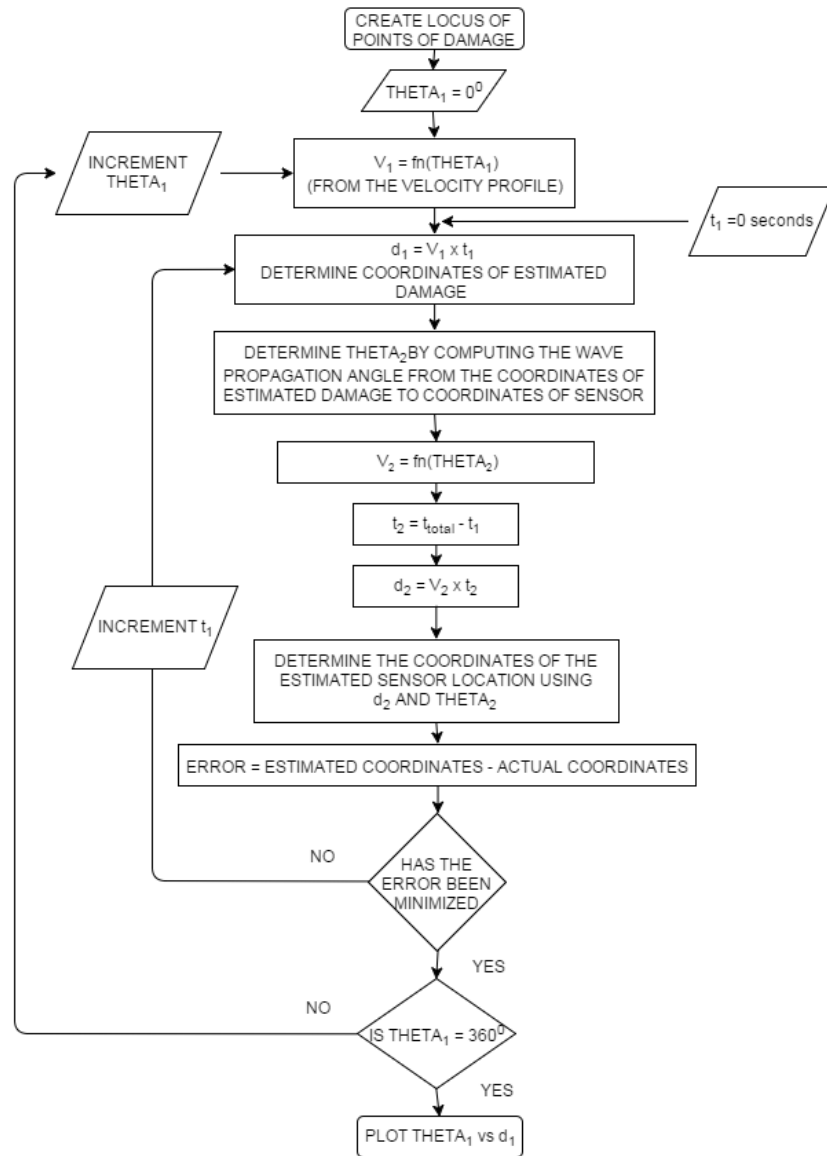 CREATE LOCUS OF
POINTS OF DAMAGE
THETA₁ = 0⁰
INCREMENT
THETA₁
V₁ = fn(THETA₁)
(FROM THE VELOCITY PROFILE)
t₁ =0 seconds
d₁ = V₁ x t₁
DETERMINE COORDINATES OF ESTIMATED
DAMAGE
DETERMINE THETA₂BY COMPUTING THE WAVE
PROPAGATION ANGLE FROM THE COORDINATES OF
ESTIMATED DAMAGE TO COORDINATES OF SENSOR
V₂ = fn(THETA₂)
t₂ = t_total - t₁
d₂ = V₂ x t₂
INCREMENT t₁
DETERMINE THE COORDINATES OF THE
ESTIMATED SENSOR LOCATION USING
d₂ AND THETA₂
ERROR = ESTIMATED COORDINATES - ACTUAL COORDINATES
NO
HAS THE
ERROR BEEN
MINIMIZED
YES
NO
IS THETA₁ = 360⁰
YES
PLOT THETA₁ vs d₁